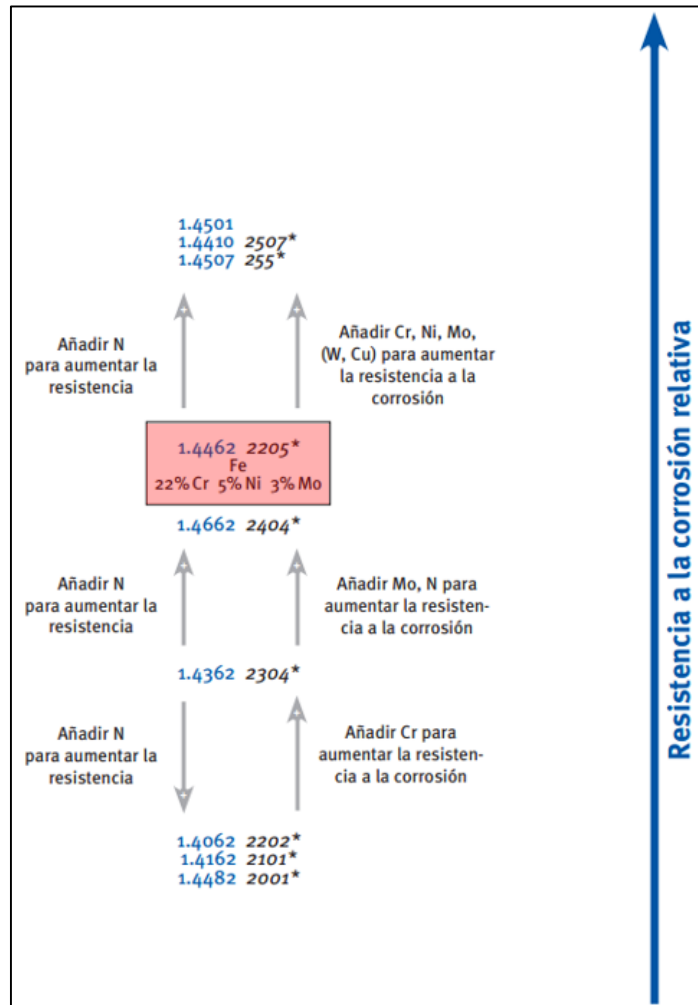 1.4501
1.4410 2507*
1.4507 255*
Añadir N
para aumentar la
resistencia
Añadir Cr, Ni, Mo,
(W, Cu) para aumentar
la resistencia a la
corrosión
1.4462 2205*
Fe
22% Cr 5% Ni 3% Mo
1.4662 2404*
Añadir N
para aumentar la
resistencia
Añadir Mo, N para
aumentar la resisten-
cia a la corrosión
1.4362 2304*
Añadir N
para aumentar la
resistencia
Añadir Cr para
aumentar la resisten-
cia a la corrosión
1.4062 2202*
1.4162 2101*
1.4482 2001*
Resistencia a la corrosión relativa